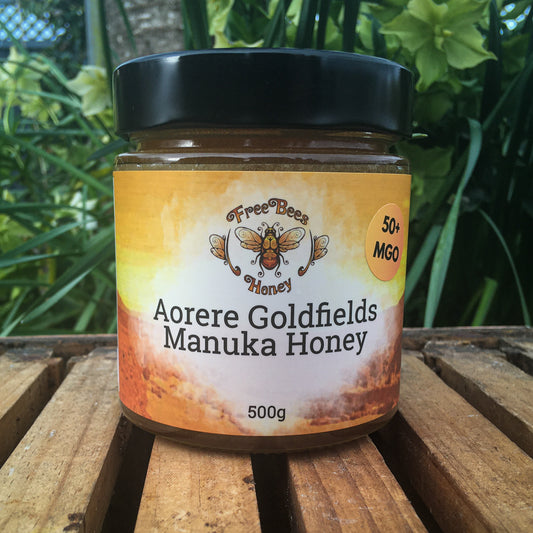 Free Bees
Honey
50+
MGO
Aorere Goldfields
Manuka Honey
500g